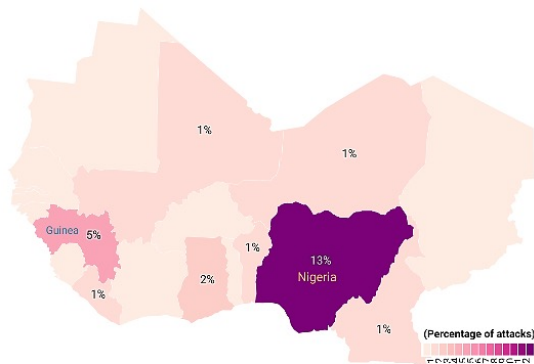 1%
1%
Guinea 5%
1%
13%
Nigeria
2%
1%
1%
(Percentage of attacks)